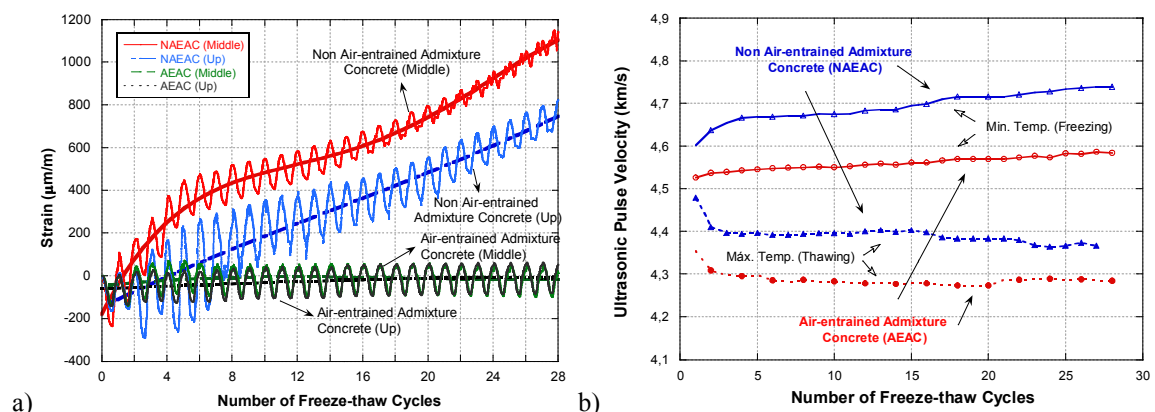 1200
1000
800
600
400
200
0
-200
-400
Strain (µm/m)
NAEAC (Middle)
NAEAC (Up)
AEAC (Middle)
AEAC (Up)
Non Air-entrained Admixture
Concrete (Middle)
Non Air-entrained
Admixture Concrete (Up)
Air-entrained Admixture
Concrete (Middle)
Air-entrained Admixture
Concrete (Up)
0 4 8 12 16 20 24 28
Number of Freeze-thaw Cycles
a)
4,9
4,8
4,7
4,6
4,5
4,4
4,3
4,2
4,1
Ultrasonic Pulse Velocity (km/s)
Non Air-entrained Admixture
Concrete (NAEAC)
Min. Temp. (Freezing)
Máx. Temp. (Thawing)
Air-entrained Admixture
Concrete (AEAC)
0 5 10 15 20 25 30
Number of Freeze-thaw Cycles
b)